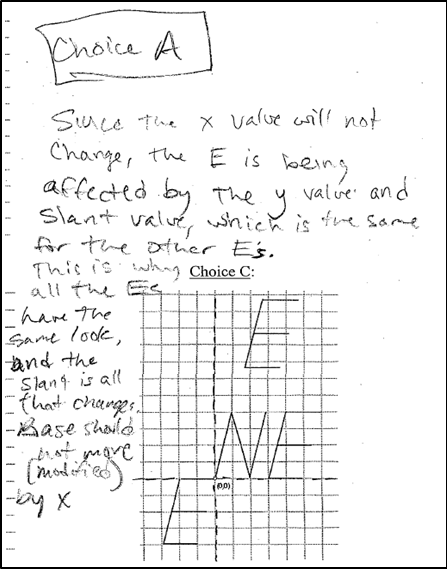 Choice A
Since the x value will not
Change, the E is being
affected by the y value and
Slant value, which is the same
for the other E's.
This is why
all the Es
have the
same look,
and the
slant is all
that changes.
Base should
not move
(modified)
by x
Choice C:
(0,0)